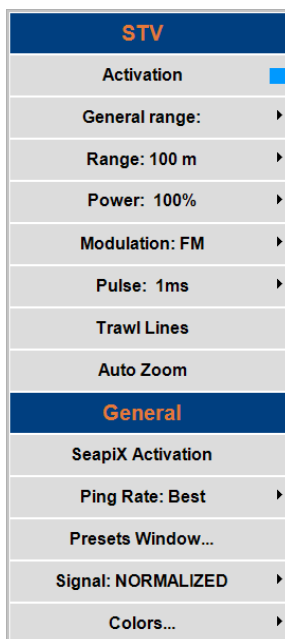 STV
Activation
General range:
Range: 100 m
Power: 100%
Modulation: FM
Pulse: 1ms
Trawl Lines
Auto Zoom
General
SeapiX Activation
Ping Rate: Best
Presets Window...
Signal: NORMALIZED
Colors...